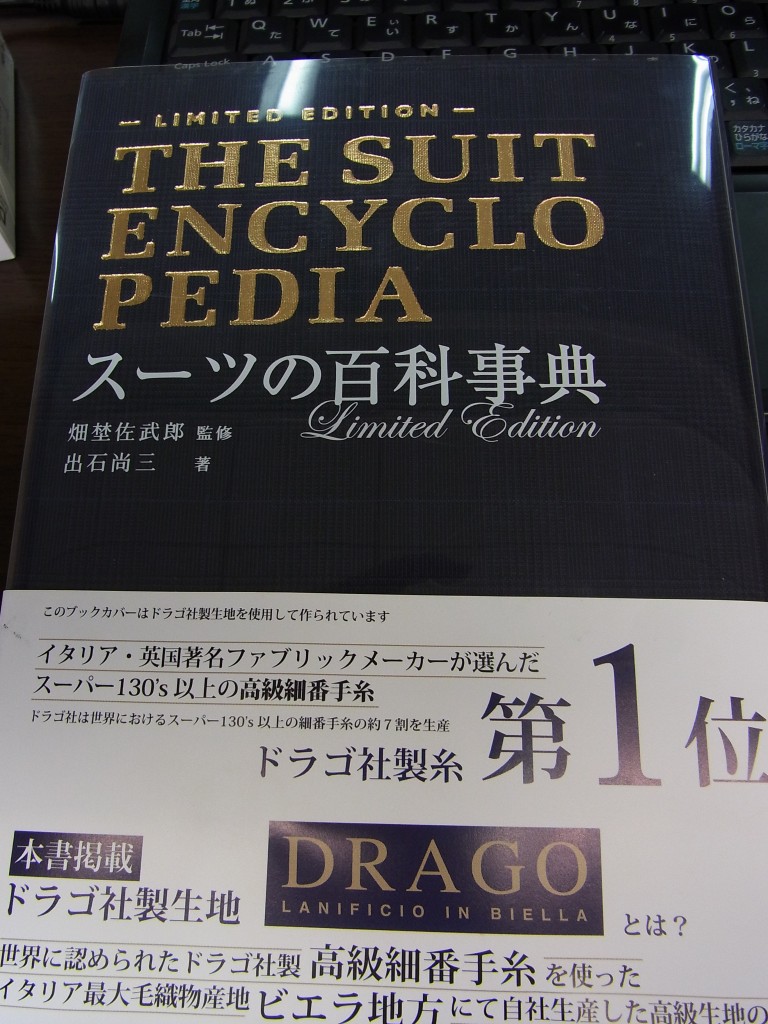 — LIMITED EDITION —
THE SUIT
ENCYCLO
PEDIA
スーツの百科事典
Limited Edition
畑埜佐武郎 監修
出石尚三 著
このブックカバーはドラゴ社製生地を使用して作られています
イタリア・英国著名ファブリックメーカーが選んだ
スーパー130's 以上の高級細番手糸
ドラゴ社は世界におけるスーパー130's 以上の細番手糸の約7割を生産
ドラゴ社製糸 第1位
本書掲載
ドラゴ社製生地
DRAGO
LANIFICIO IN BIELLA
とは?
世界に認められたドラゴ社製 高級細番手糸を使った
イタリア最大毛織物産地 ビエラ地方にて自社生産した高級生地の